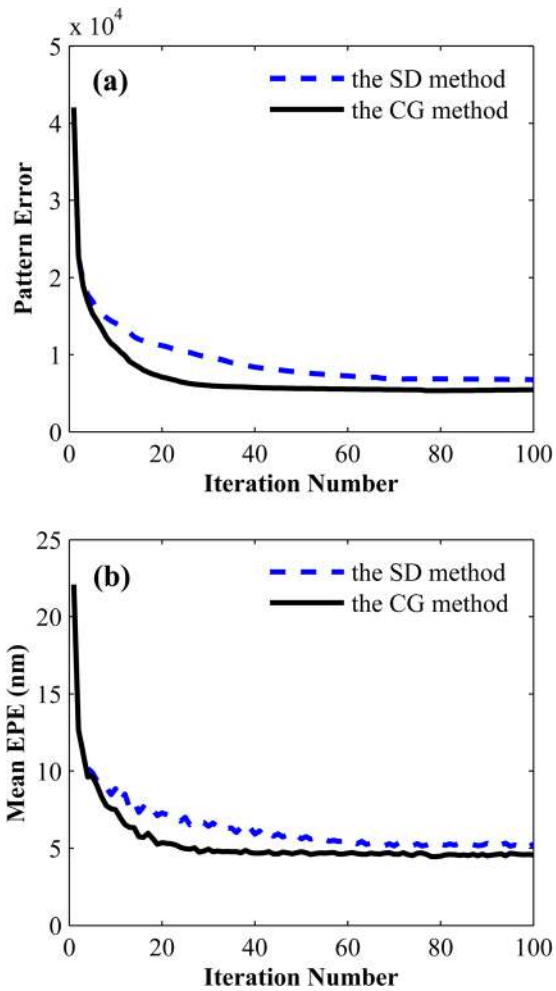 x 10^4
5
4
3
2
1
0
Pattern Error
(a)
the SD method
the CG method
0 20 40 60 80 100
Iteration Number
25
20
15
10
5
0
Mean EPE (nm)
(b)
the SD method
the CG method
0 20 40 60 80 100
Iteration Number